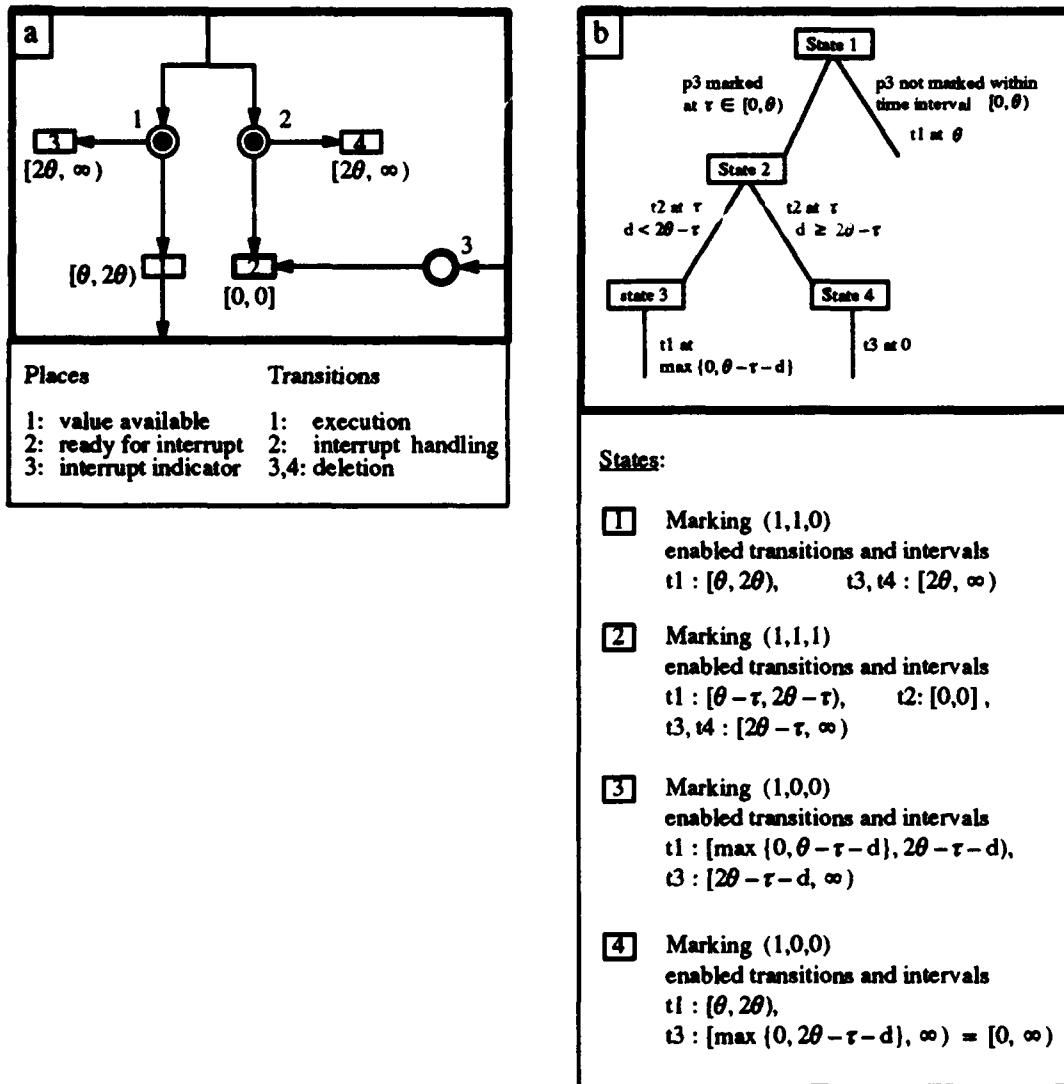 a
1
2
3
4
[2θ, ∞)
[2θ, ∞)
3
[θ, 2θ)
1
2
[0, 0]
Places Transitions
1: value available 1: execution
2: ready for interrupt 2: interrupt handling
3: interrupt indicator 3,4: deletion
b
State 1
p3 marked
at τ ∈ [0, θ)
p3 not marked within
time interval [0, θ)
t1 at θ
State 2
t2 at τ
d < 2θ – τ
t2 at τ
d ≥ 2θ – τ
state 3
State 4
t1 at
max {0, θ – τ – d}
t3 at 0
States:
1 Marking (1,1,0)
enabled transitions and intervals
t1 : [θ, 2θ), t3, t4 : [2θ, ∞)
2 Marking (1,1,1)
enabled transitions and intervals
t1 : [θ – τ, 2θ – τ), t2: [0,0] ,
t3, t4 : [2θ – τ, ∞)
3 Marking (1,0,0)
enabled transitions and intervals
t1 : [max {0, θ – τ – d}, 2θ – τ – d),
t3 : [2θ – τ – d, ∞)
4 Marking (1,0,0)
enabled transitions and intervals
t1 : [θ, 2θ),
t3 : [max {0, 2θ – τ – d}, ∞) = [0, ∞)